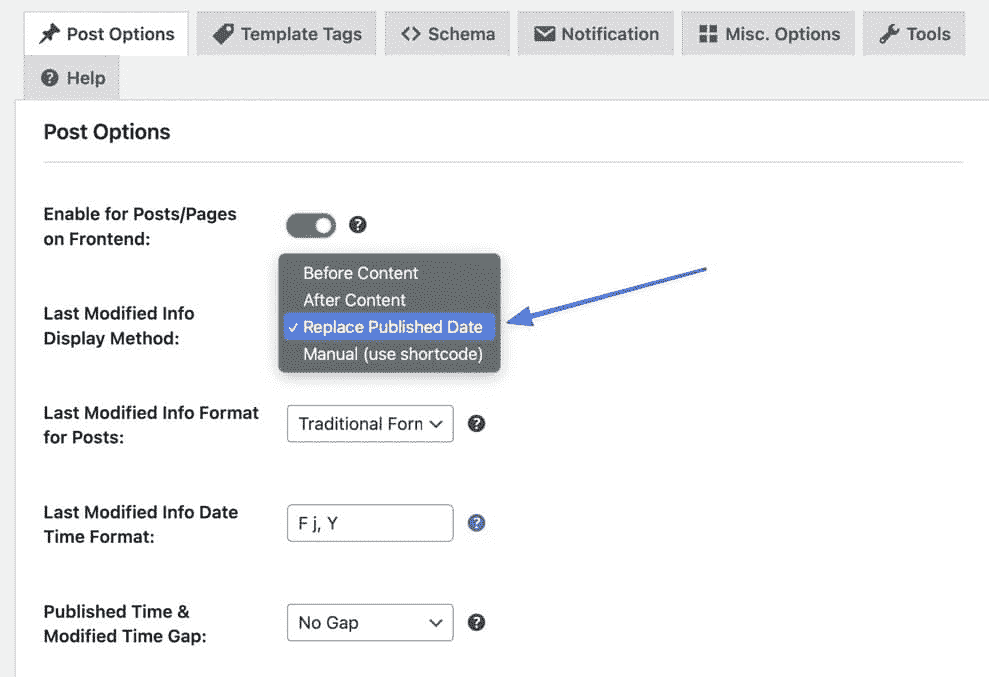 Post Options
Template Tags
Schema
Notification
Misc. Options
Tools
Help
Post Options
Enable for Posts/Pages
on Frontend:
Before Content
After Content
Last Modified Info
Display Method:
✓ Replace Published Date
Manual (use shortcode)
Last Modified Info Format
for Posts:
Traditional Forn
Last Modified Info Date
Time Format:
F j, Y
Published Time &
Modified Time Gap:
No Gap